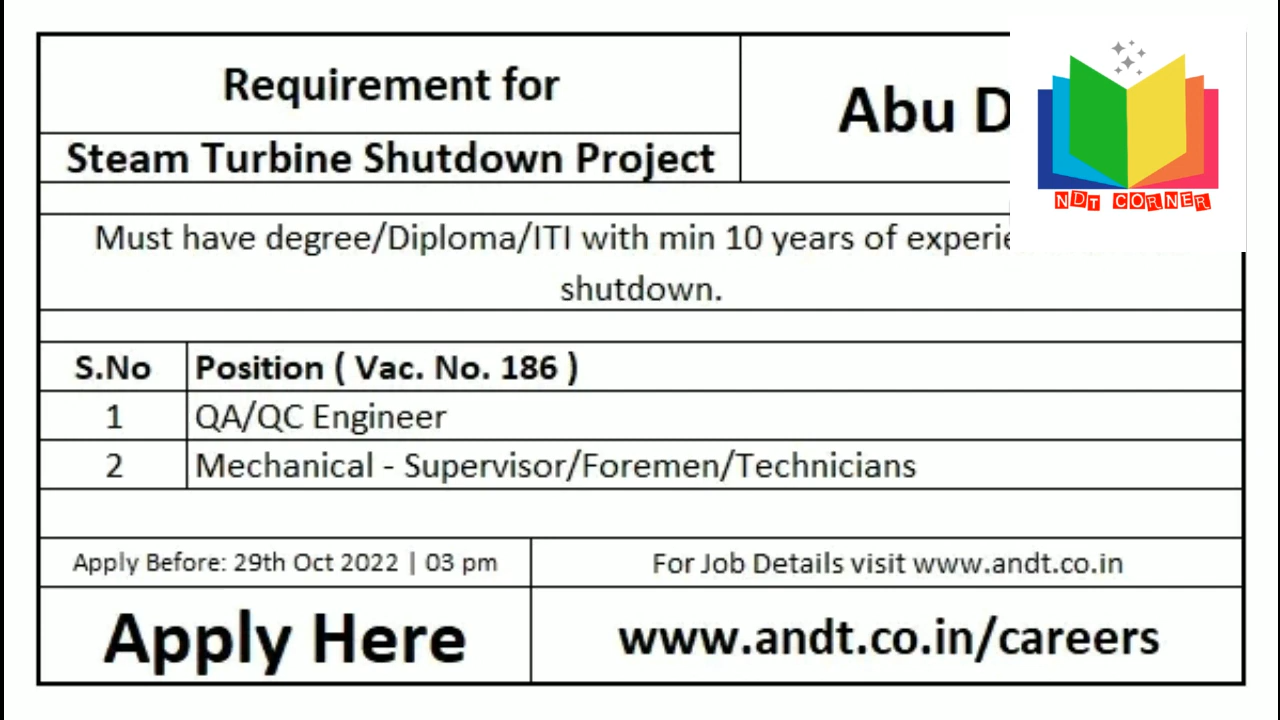 Requirement for
Steam Turbine Shutdown Project
Abu
NDT CORNER
Must have degree/Diploma/ITI with min 10 years of
shutdown.
S.No Position ( Vac. No. 186 )
1 QA/QC Engineer
2 Mechanical - Supervisor/Foremen/Technicians
Apply Before: 29th Oct 2022 | 03 pm
For Job Details visit www.andt.co.in
Apply Here
www.andt.co.in/careers